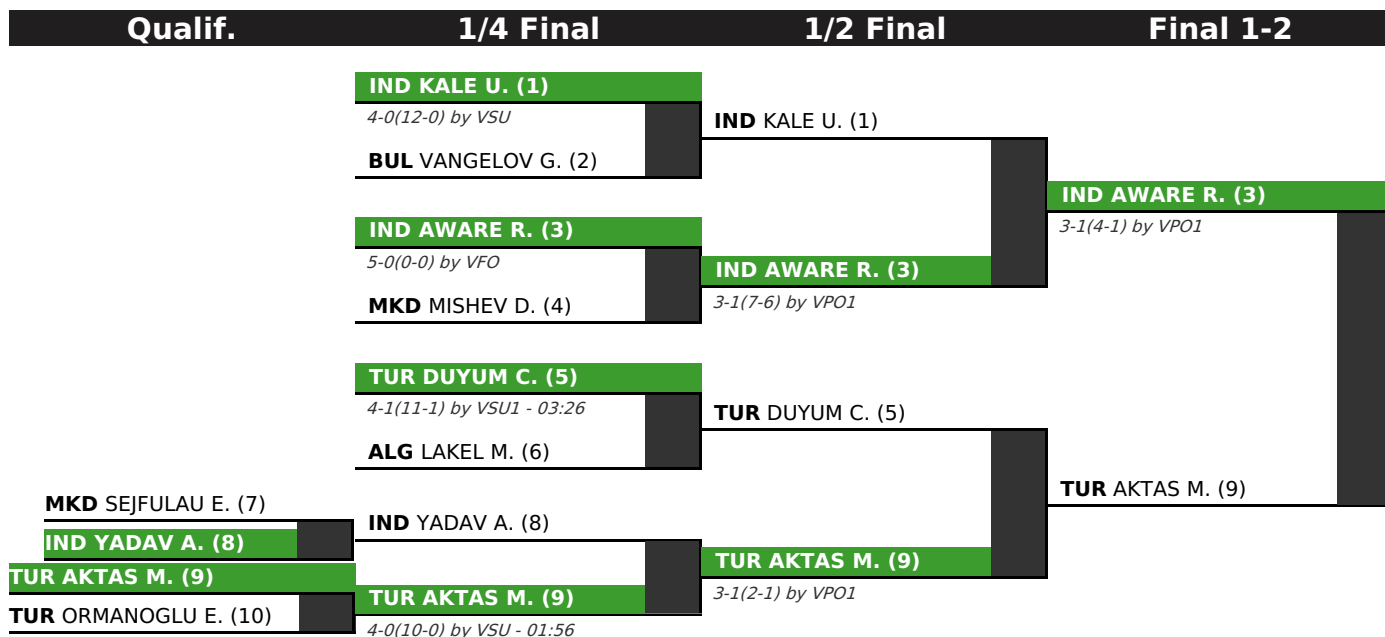 Qualif. 1/4 Final 1/2 Final Final 1-2
IND KALE U. (1)
4-0(12-0) by VSU
BUL VANGELOV G. (2)
IND AWARE R. (3)
5-0(0-0) by VFO
MKD MISHEV D. (4)
TUR DUYUM C. (5)
4-1(11-1) by VSU1 - 03:26
ALG LAKEL M. (6)
MKD SEJFULAU E. (7)
IND YADAV A. (8)
TUR AKTAS M. (9)
TUR ORMANOGLU E. (10)
IND YADAV A. (8)
TUR AKTAS M. (9)
4-0(10-0) by VSU - 01:56
IND KALE U. (1)
IND AWARE R. (3)
3-1(7-6) by VPO1
TUR DUYUM C. (5)
TUR AKTAS M. (9)
3-1(2-1) by VPO1
IND AWARE R. (3)
3-1(4-1) by VPO1
TUR AKTAS M. (9)